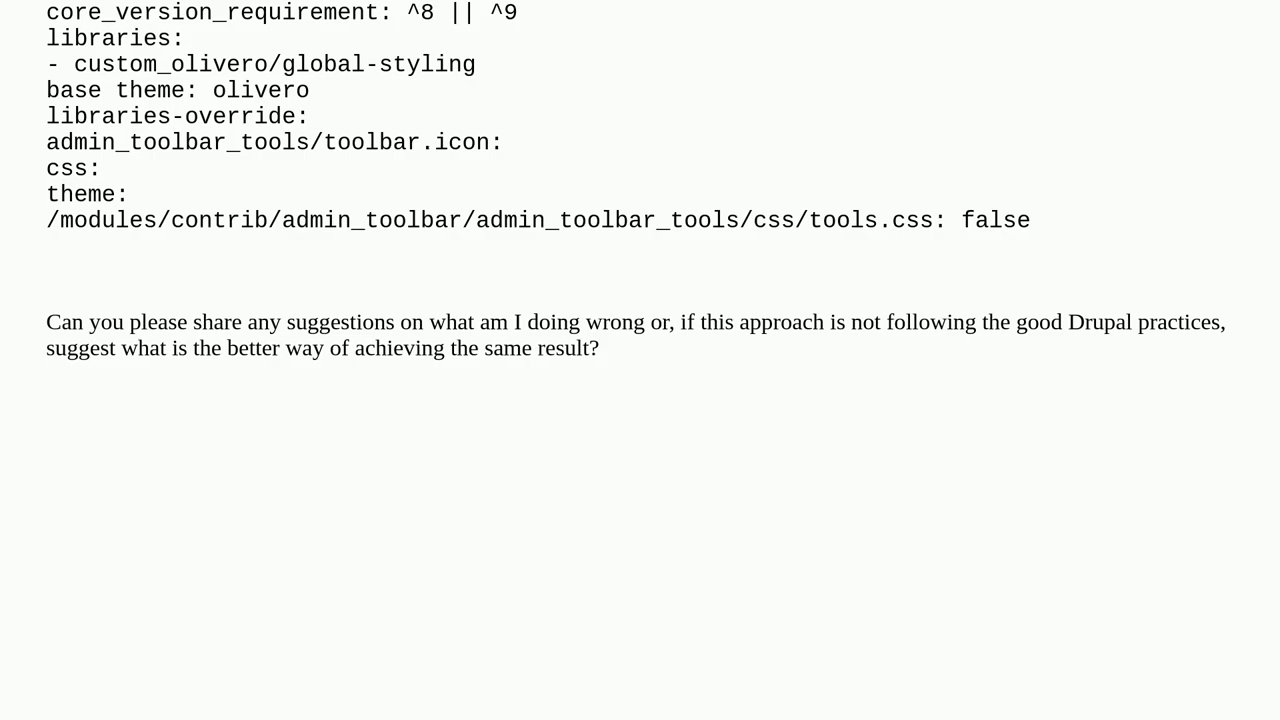 core_version_requirement: ^8 || ^9
libraries:
- custom_olivero/global-styling
base theme: olivero
libraries-override:
admin_toolbar_tools/toolbar.icon:
css:
theme:
/modules/contrib/admin_toolbar/admin_toolbar_tools/css/tools.css: false
Can you please share any suggestions on what am I doing wrong or, if this approach is not following the good Drupal practices,
suggest what is the better way of achieving the same result?